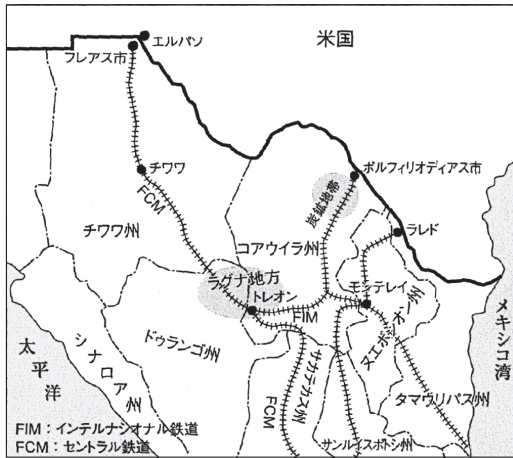 米国
エルパソ
フレアス市
チワワ
FCM
チワワ州
ポルフィリオディアス市
炭鉱地帯
ラレド
コアウイラ州
ラグナ地方
トレオン
FIM
モンテレイ
ヌエボレオン州
メキシコ湾
太平洋
シナロア州
ドゥランゴ州
サカテカス州
FCM
タマウリパス州
サンルイスポトシ州
FIM：インテルナシオナル鉄道
FCM：セントラル鉄道